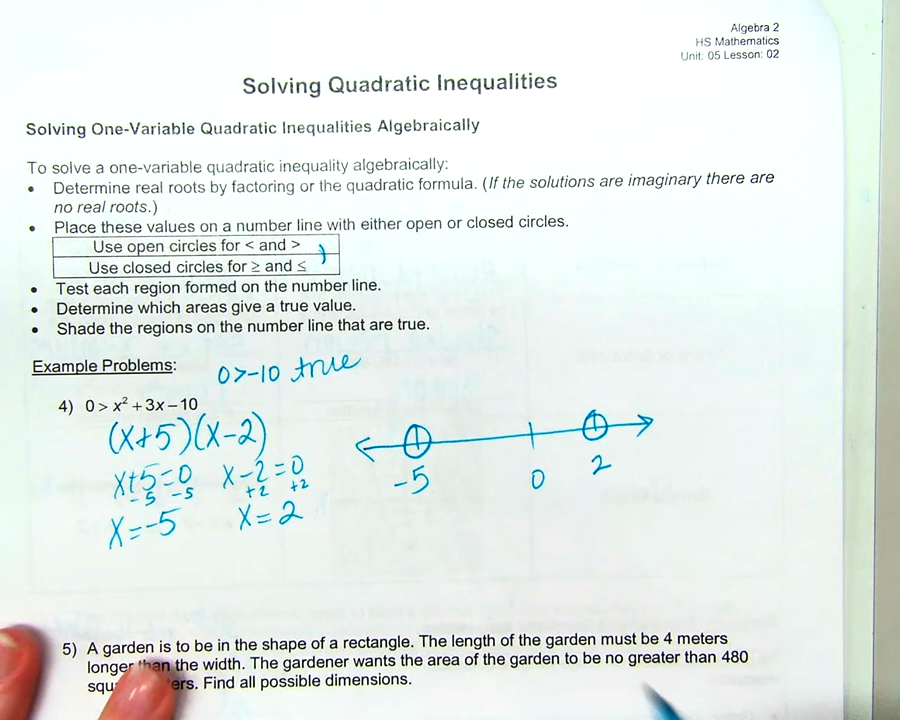 Algebra 2
HS Mathematics
Unit: 05 Lesson: 02
Solving Quadratic Inequalities
Solving One-Variable Quadratic Inequalities Algebraically
To solve a one-variable quadratic inequality algebraically:
• Determine real roots by factoring or the quadratic formula. (If the solutions are imaginary there are
no real roots.)
• Place these values on a number line with either open or closed circles.
Use open circles for < and >
Use closed circles for ≥ and ≤
• Test each region formed on the number line.
• Determine which areas give a true value.
• Shade the regions on the number line that are true.
Example Problems:
0>-10 true
4) 0 > x² + 3x – 10
(x+5)(x-2)
x+5=0 x-2=0
-5 -5 +2 +2
x=-5 x=2
-5 0 2
5) A garden is to be in the shape of a rectangle. The length of the garden must be 4 meters
longer than the width. The gardener wants the area of the garden to be no greater than 480
squ ers. Find all possible dimensions.